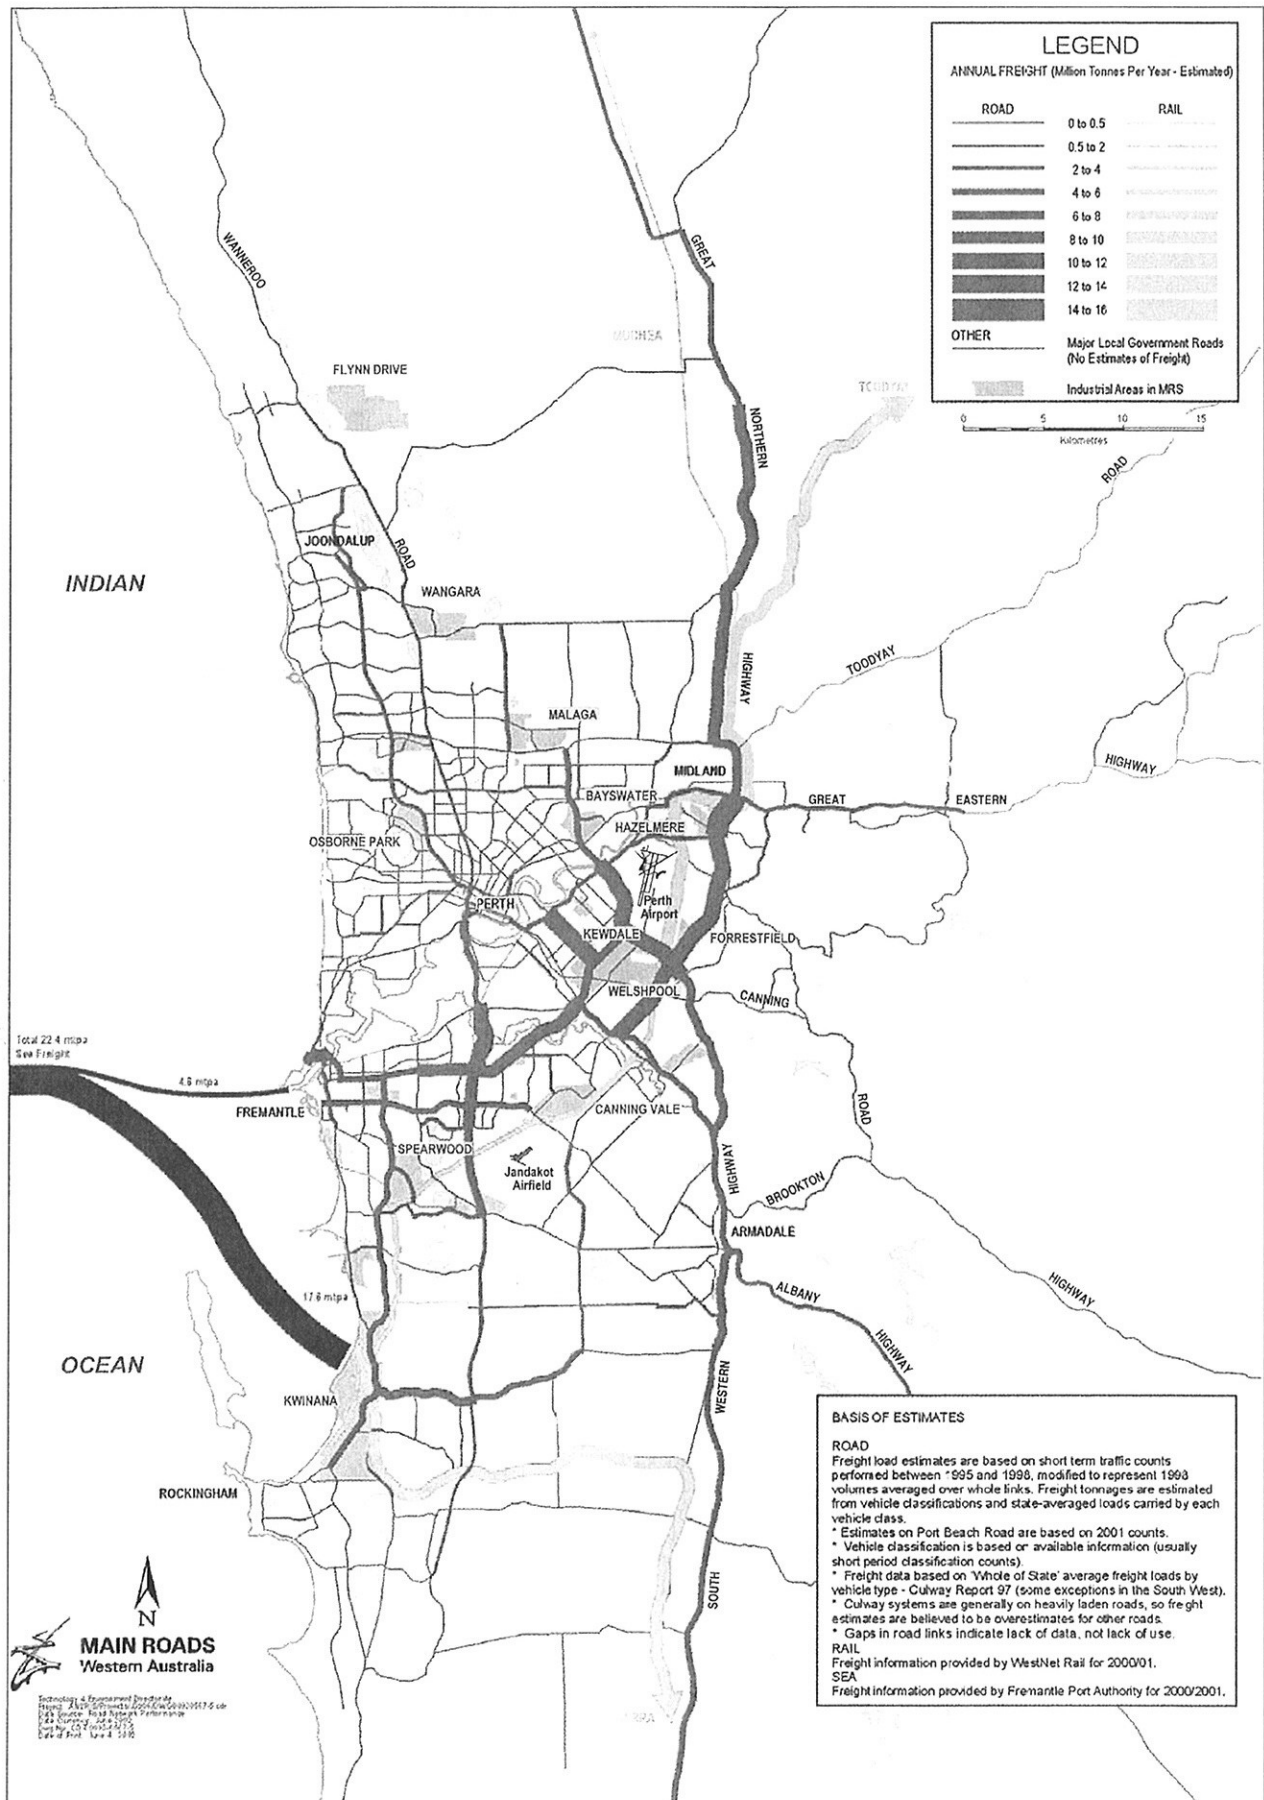 LEGEND
ANNUAL FREIGHT (Million Tonnes Per Year - Estimated)
ROAD
RAIL
0 to 0.5
0.5 to 2
2 to 4
4 to 6
6 to 8
8 to 10
10 to 12
12 to 14
14 to 16
OTHER
Major Local Government Roads
(No Estimates of Freight)
Industrial Areas in MRS
0 5 10 15
Kilometres
WANNEROO
GREAT
MUCHEA
FLYNN DRIVE
NORTHERN
ROAD
JOONDALUP
ROAD
INDIAN
WANGARA
HIGHWAY
TOODYAY
MALAGA
MIDLAND
HIGHWAY
BAYSWATER
GREAT
EASTERN
HAZELMERE
OSBORNE PARK
PERTH
Perth
Airport
KEWDALE
FORRESTFIELD
WELSHPOOL
CANNING
Total 22.4 mtpa
Sea Freight
4.8 mtpa
FREMANTLE
CANNING VALE
ROAD
SPEARWOOD
Jandakot
Airfield
HIGHWAY
BROOKTON
ARMADALE
17.6 mtpa
ALBANY
HIGHWAY
HIGHWAY
OCEAN
KWINANA
WESTERN
ROCKINGHAM
SOUTH
N
MAIN ROADS
Western Australia
BASIS OF ESTIMATES
ROAD
Freight load estimates are based on short term traffic counts
performed between 1995 and 1998, modified to represent 1998
volumes averaged over whole links. Freight tonnages are estimated
from vehicle classifications and state-averaged loads carried by each
vehicle class.
* Estimates on Port Beach Road are based on 2001 counts.
* Vehicle classification is based on available information (usually
short period classification counts).
* Freight data based on 'Whole of State' average freight loads by
vehicle type - Culway Report 97 (some exceptions in the South West).
* Culway systems are generally on heavily laden roads, so freight
estimates are believed to be overestimates for other roads.
* Gaps in road links indicate lack of data, not lack of use.
RAIL
Freight information provided by WestNet Rail for 2000/01.
SEA
Freight information provided by Fremantle Port Authority for 2000/2001.